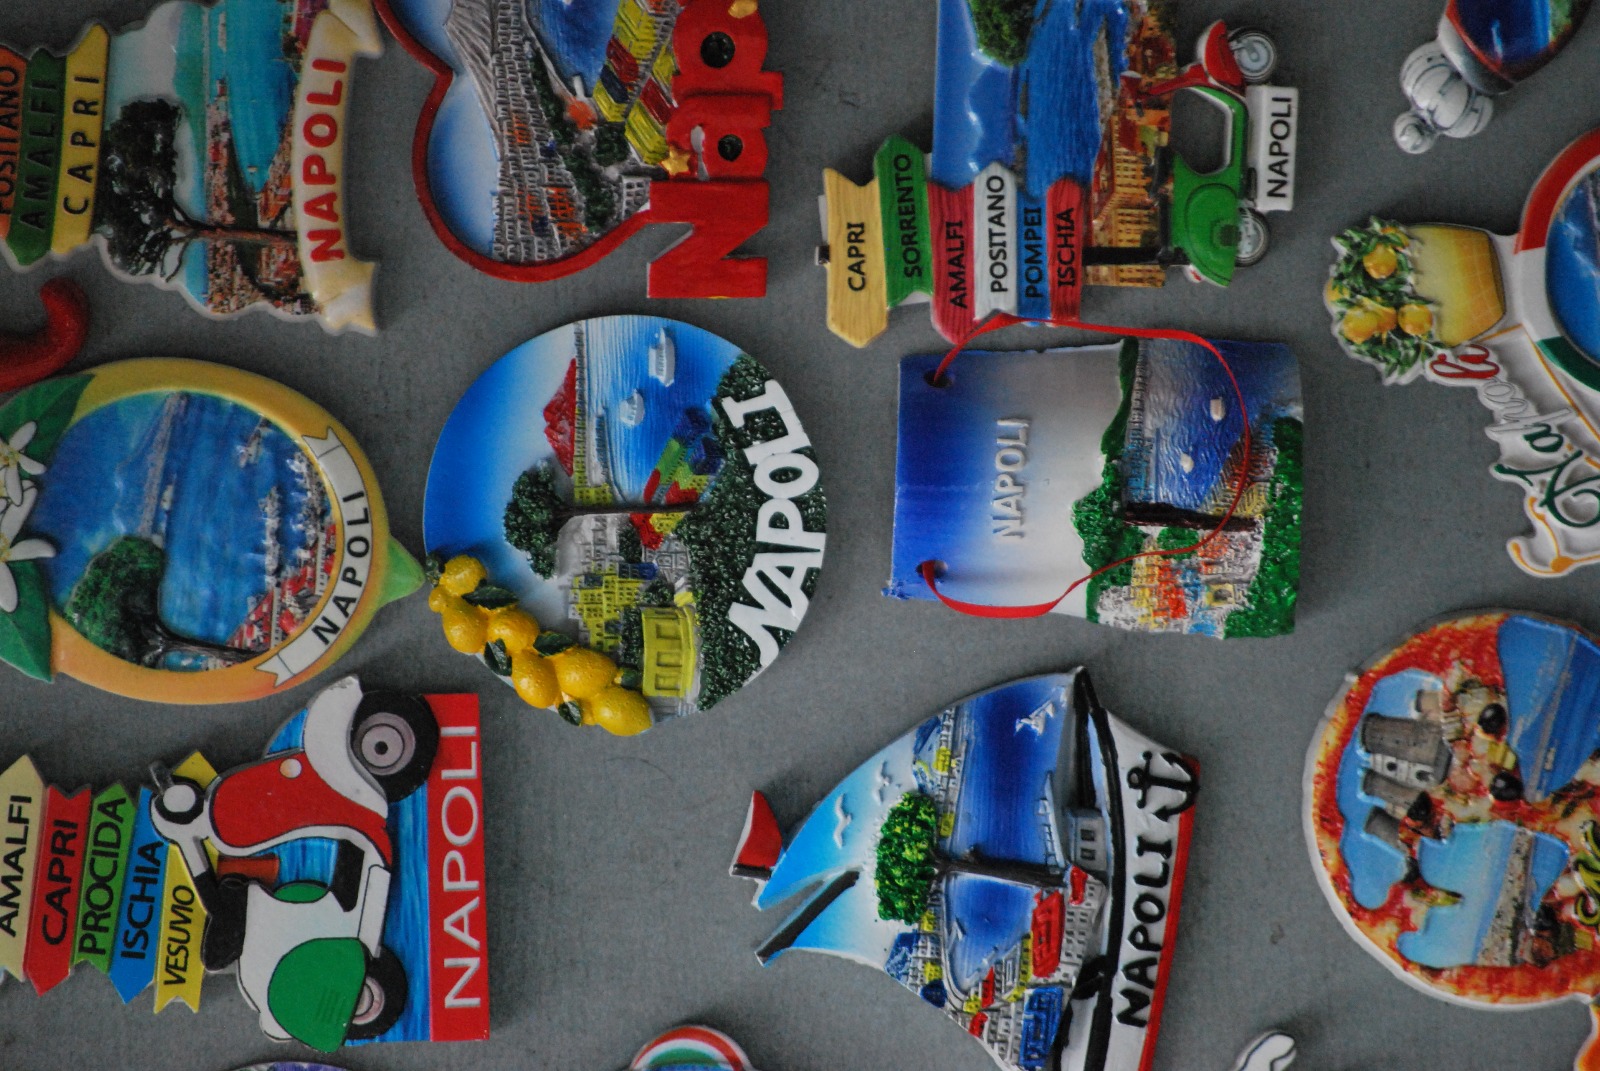 AMALFI
CAPRI
PROCIDA
ISCHIA
VESUVIO
NAPOLI
NAPOLI
POSITANO
AMALFI
CAPRI
NAPOLI
NAPOLI
Nap
NAPOLI
NAPOLI
CAPRI
SORRENTO
AMALFI
POSITANO
POMPEI
ISCHIA
NAPOLI
Napoli